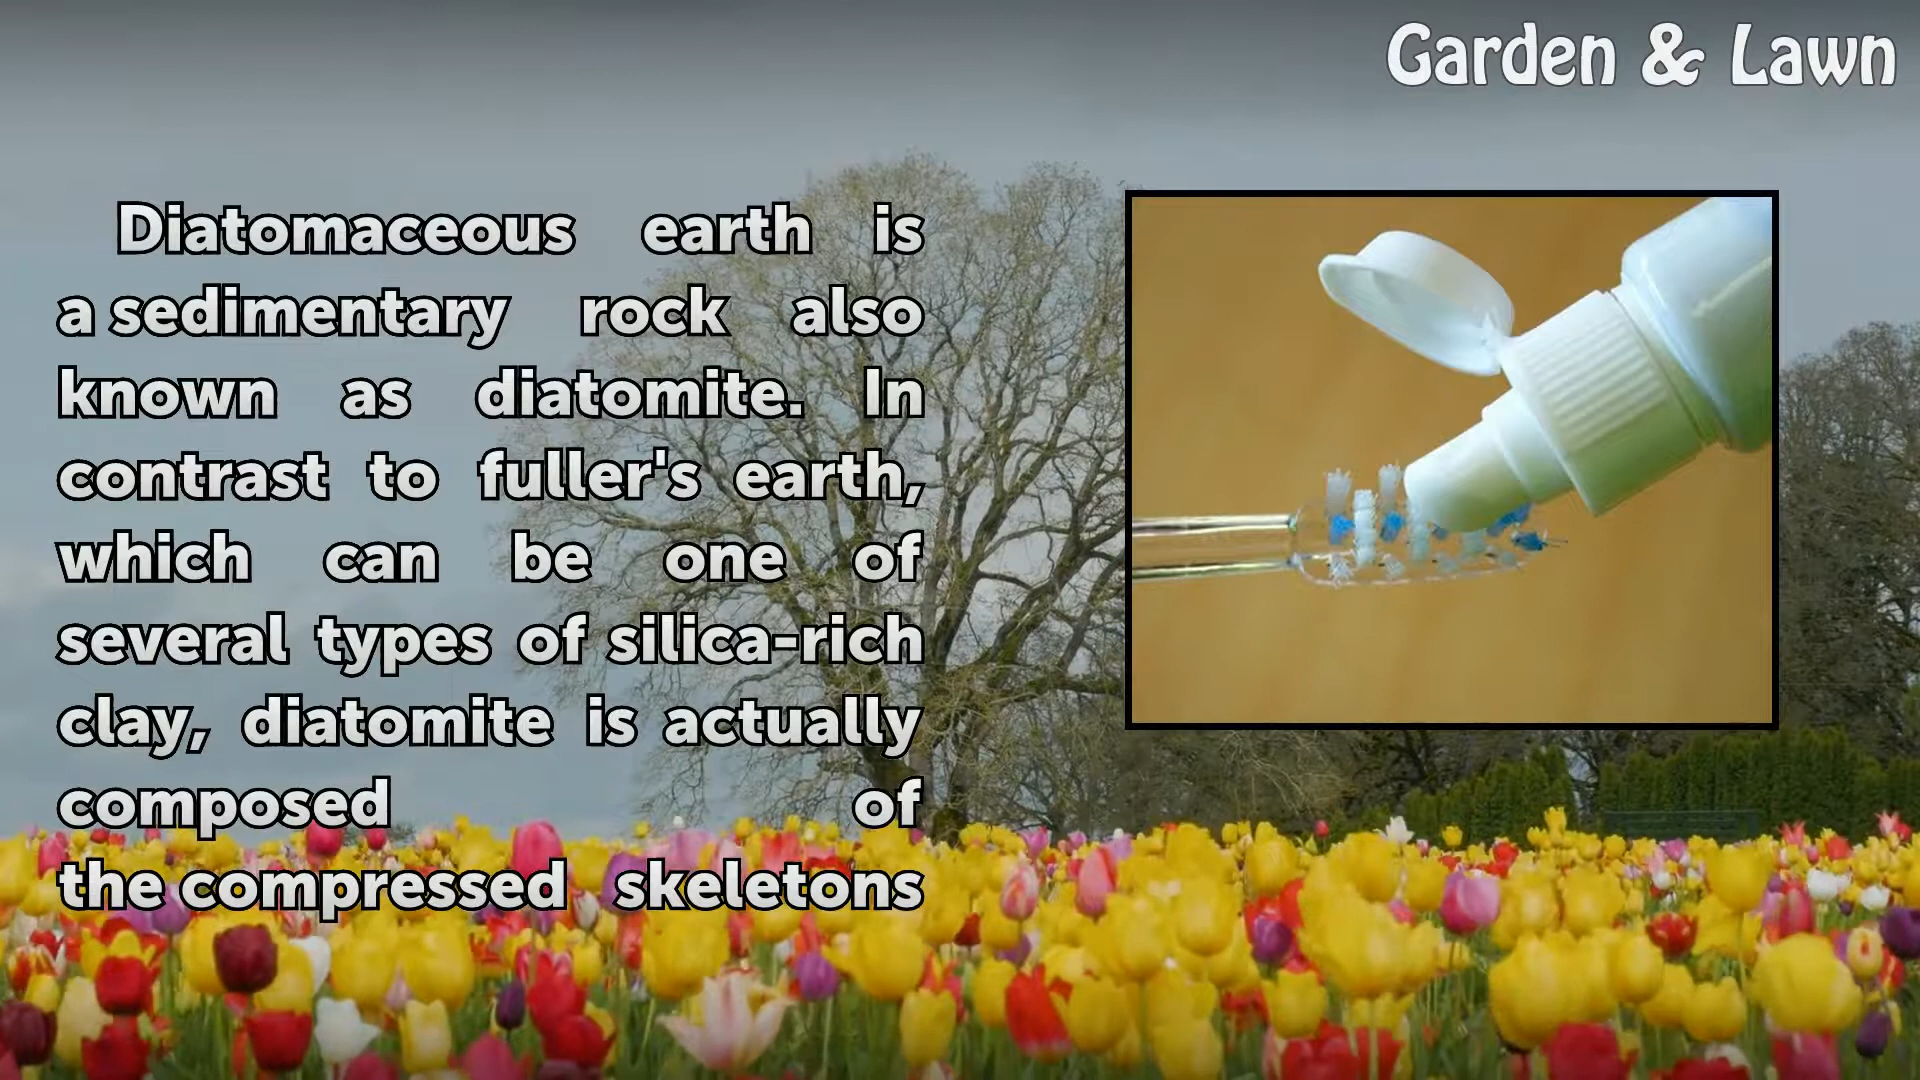 Garden & Lawn
Diatomaceous earth is
a sedimentary rock also
known as diatomite. In
contrast to fuller's earth,
which can be one of
several types of silica-rich
clay, diatomite is actually
composed of
the compressed skeletons